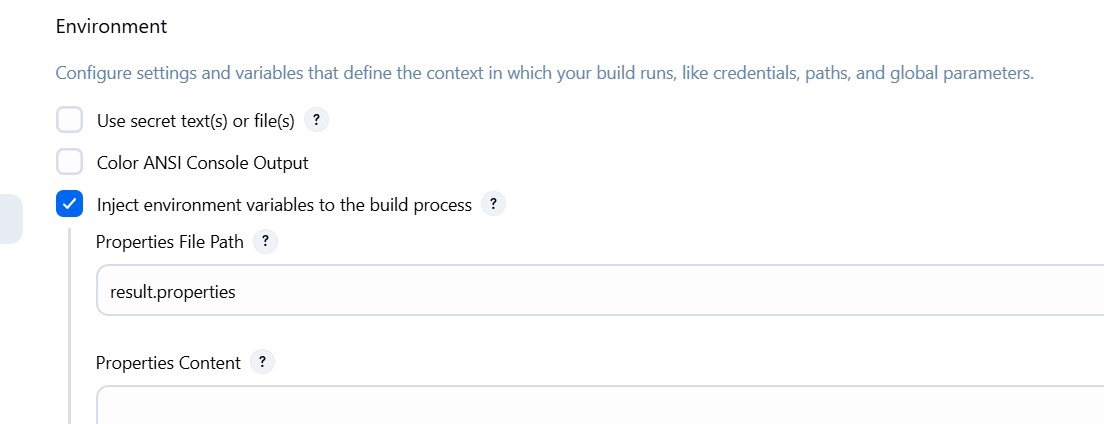 Environment
Configure settings and variables that define the context in which your build runs, like credentials, paths, and global parameters.
Use secret text(s) or file(s) ?
Color ANSI Console Output
Inject environment variables to the build process ?
Properties File Path ?
result.properties
Properties Content ?